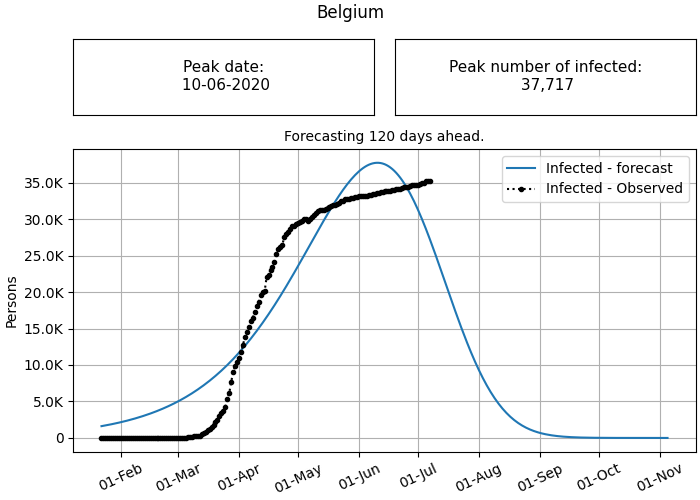 Belgium
Peak date:
10-06-2020
Peak number of infected:
37,717
Forecasting 120 days ahead.
Infected - forecast
Infected - Observed
Persons
35.0K
30.0K
25.0K
20.0K
15.0K
10.0K
5.0K
0
01-Feb
01-Mar
01-Apr
01-May
01-Jun
01-Jul
01-Aug
01-Sep
01-Oct
01-Nov